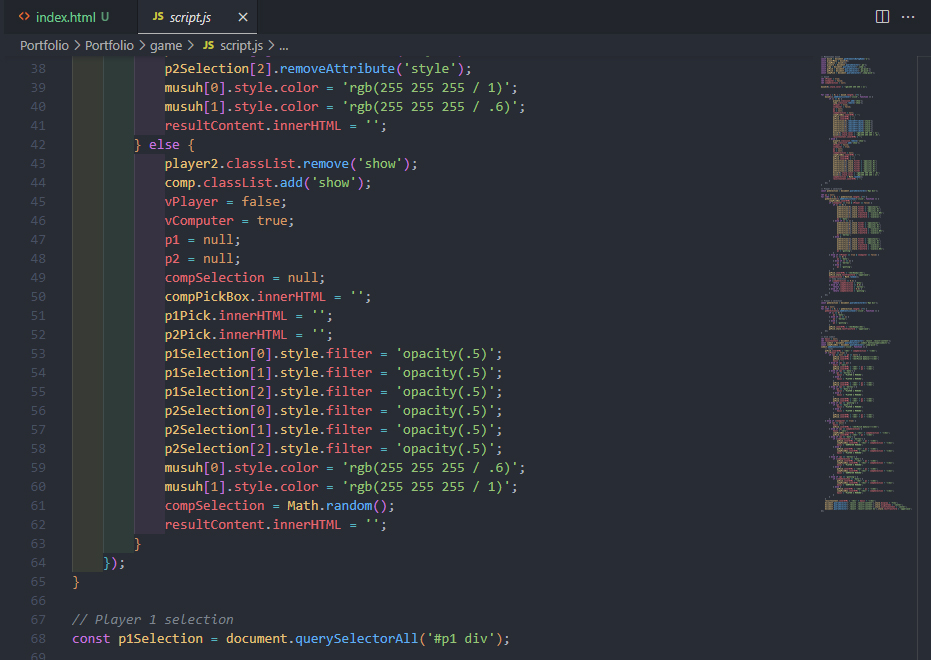 index.html U
JS script.js ×
Portfolio > Portfolio > game > JS script.js > ...
38 p2Selection[2].removeAttribute('style');
39 musuh[0].style.color = 'rgb(255 255 255 / 1)';
40 musuh[1].style.color = 'rgb(255 255 255 / .6)';
41 resultContent.innerHTML = '';
42 } else {
43 player2.classList.remove('show');
44 comp.classList.add('show');
45 vPlayer = false;
46 vComputer = true;
47 p1 = null;
48 p2 = null;
49 compSelection = null;
50 compPickBox.innerHTML = '';
51 p1Pick.innerHTML = '';
52 p2Pick.innerHTML = '';
53 p1Selection[0].style.filter = 'opacity(.5)';
54 p1Selection[1].style.filter = 'opacity(.5)';
55 p1Selection[2].style.filter = 'opacity(.5)';
56 p2Selection[0].style.filter = 'opacity(.5)';
57 p2Selection[1].style.filter = 'opacity(.5)';
58 p2Selection[2].style.filter = 'opacity(.5)';
59 musuh[0].style.color = 'rgb(255 255 255 / .6)';
60 musuh[1].style.color = 'rgb(255 255 255 / 1)';
61 compSelection = Math.random();
62 resultContent.innerHTML = '';
63 }
64 });
65 }
66
67 // Player 1 selection
68 const p1Selection = document.querySelectorAll('#p1 div');
69